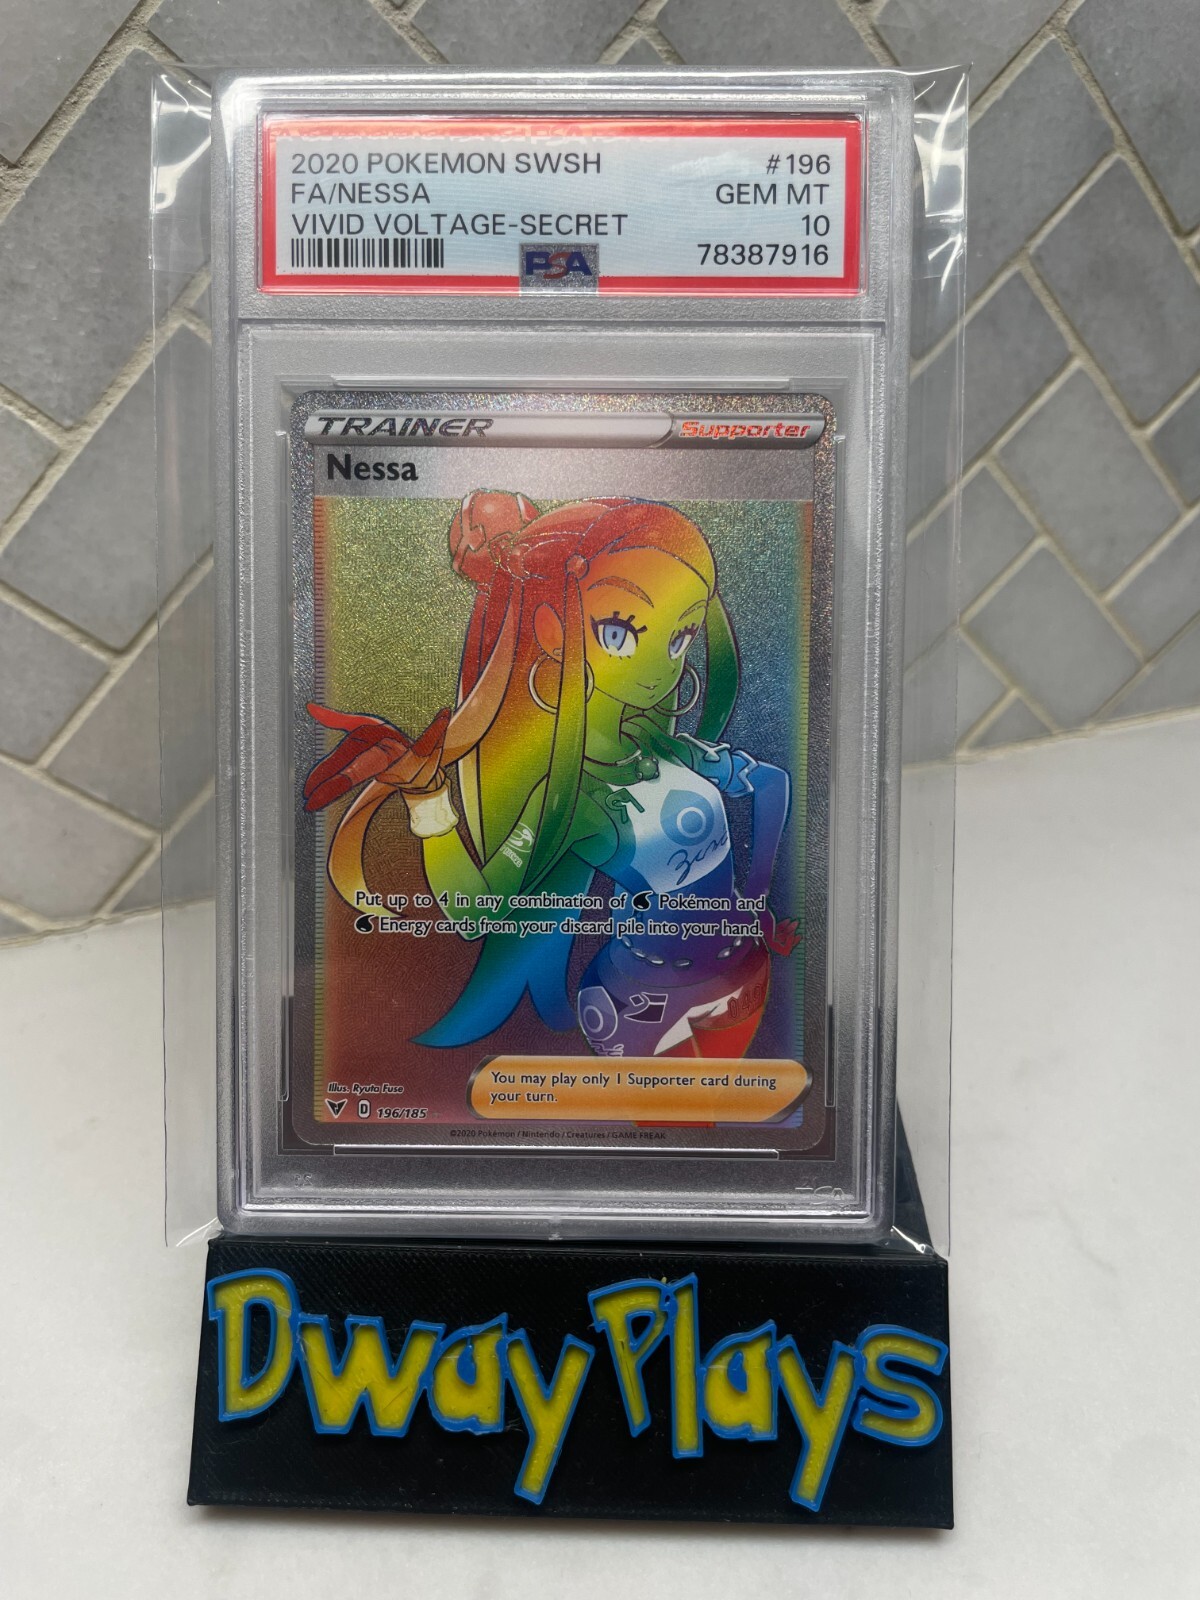 2020 POKEMON SWSH #196
FA/NESSA GEM MT
VIVID VOLTAGE-SECRET 10
PSA 78387916
TRAINER Supporter
Nessa
Put up to 4 in any combination of Pokémon and
Energy cards from your discard pile into your hand.
You may play only 1 Supporter card during
your turn.
Illus. Ryuta Fuse
D 196/185
©2020 Pokémon / Nintendo / Creatures / GAME FREAK
Dway Plays